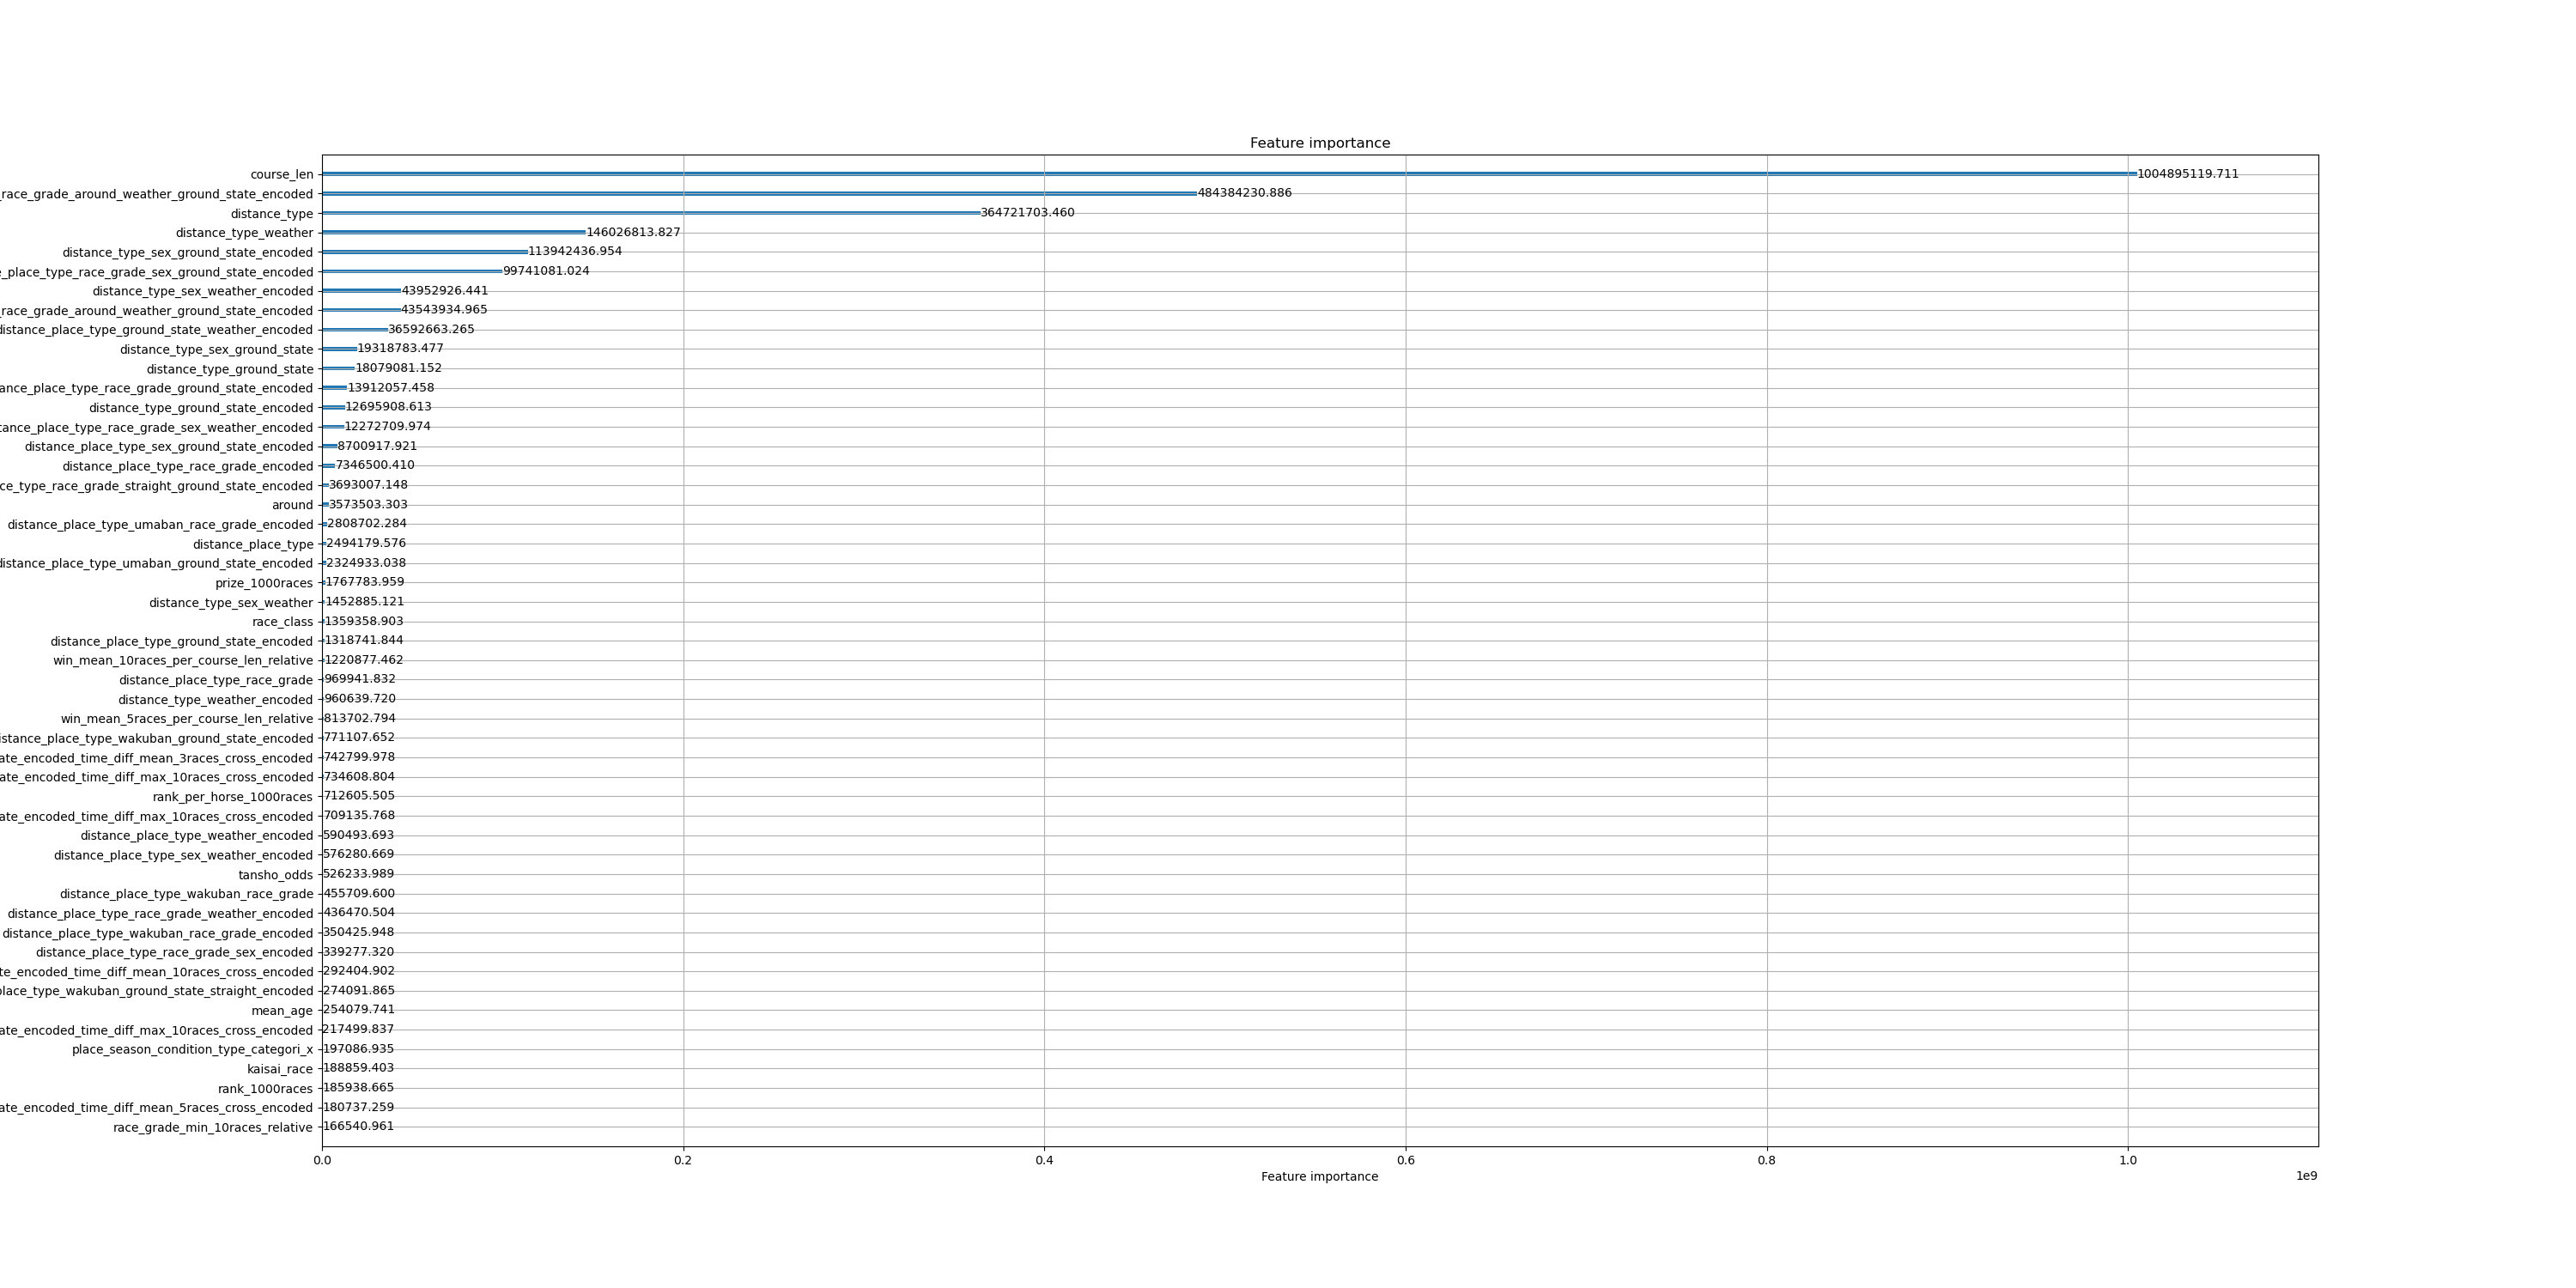 Feature importance
course_len 1004895119.711
_race_grade_around_weather_ground_state_encoded 484384230.886
distance_type 364721703.460
distance_type_weather 146026813.827
distance_type_sex_ground_state_encoded 113942436.954
_place_type_race_grade_sex_ground_state_encoded 99741081.024
distance_type_sex_weather_encoded 43952926.441
_race_grade_around_weather_ground_state_encoded 43543934.965
distance_place_type_ground_state_weather_encoded 36592663.265
distance_type_sex_ground_state 19318783.477
distance_type_ground_state 18079081.152
ance_place_type_race_grade_ground_state_encoded 13912057.458
distance_type_ground_state_encoded 12695908.613
tance_place_type_race_grade_sex_weather_encoded 12272709.974
distance_place_type_sex_ground_state_encoded 8700917.921
distance_place_type_race_grade_encoded 7346500.410
ce_type_race_grade_straight_ground_state_encoded 3693007.148
around 3573503.303
distance_place_type_umaban_race_grade_encoded 2808702.284
distance_place_type 2494179.576
distance_place_type_umaban_ground_state_encoded 2324933.038
prize_1000races 1767783.959
distance_type_sex_weather 1452885.121
race_class 1359358.903
distance_place_type_ground_state_encoded 1318741.844
win_mean_10races_per_course_len_relative 1220877.462
distance_place_type_race_grade 969941.832
distance_type_weather_encoded 960639.720
win_mean_5races_per_course_len_relative 813702.794
istance_place_type_wakuban_ground_state_encoded 771107.652
ate_encoded_time_diff_mean_3races_cross_encoded 742799.978
ate_encoded_time_diff_max_10races_cross_encoded 734608.804
rank_per_horse_1000races 712605.505
ate_encoded_time_diff_max_10races_cross_encoded 709135.768
distance_place_type_weather_encoded 590493.693
distance_place_type_sex_weather_encoded 576280.669
tansho_odds 526233.989
distance_place_type_wakuban_race_grade 455709.600
distance_place_type_race_grade_weather_encoded 436470.504
distance_place_type_wakuban_race_grade_encoded 350425.948
distance_place_type_race_grade_sex_encoded 339277.320
te_encoded_time_diff_mean_10races_cross_encoded 292404.902
place_type_wakuban_ground_state_straight_encoded 274091.865
mean_age 254079.741
ate_encoded_time_diff_max_10races_cross_encoded 217499.837
place_season_condition_type_categori_x 197086.935
kaisai_race 188859.403
rank_1000races 185938.665
ate_encoded_time_diff_mean_5races_cross_encoded 180737.259
race_grade_min_10races_relative 166540.961
0.0 0.2 0.4 0.6 0.8 1.0
Feature importance 1e9